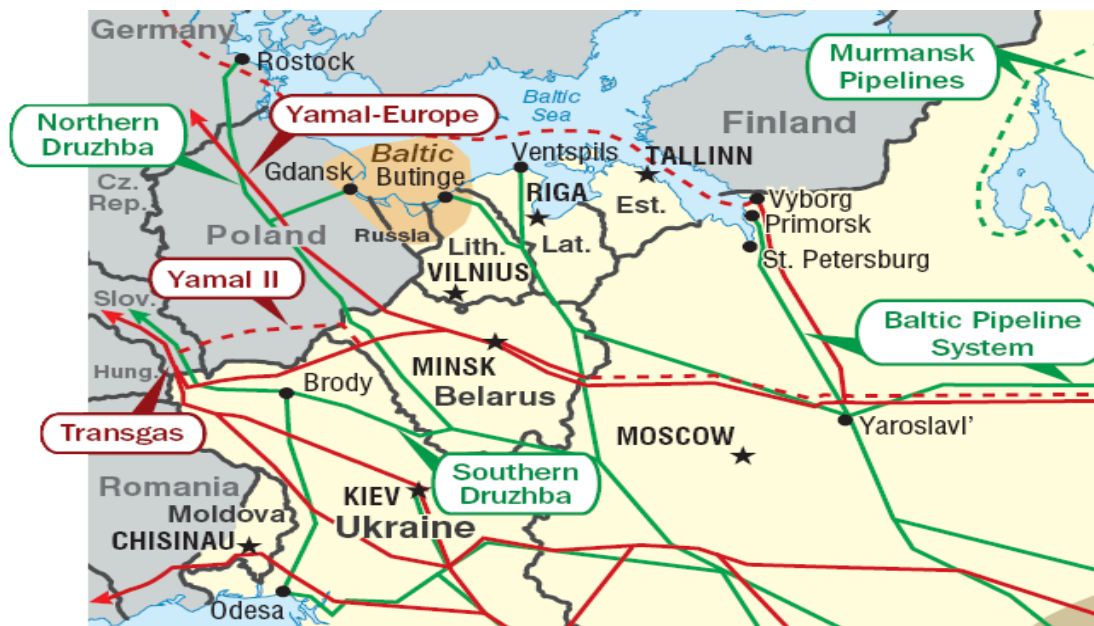 Germany
Rostock
Murmansk
Pipelines
Northern
Druzhba
Yamal-Europe
Baltic
Sea
Finland
Cz.
Rep.
Gdansk
Baltic
Butinge
Ventspils
TALLINN
RIGA
Est.
Vyborg
Primorsk
St. Petersburg
Poland
Russia
Lith.
Lat.
VILNIUS
Yamal II
Slov.
Baltic Pipeline
System
Hung.
Brody
MINSK
Belarus
Transgas
MOSCOW
Yaroslavl'
Southern
Druzhba
Romania
Moldova
CHISINAU
KIEV
Ukraine
Odesa